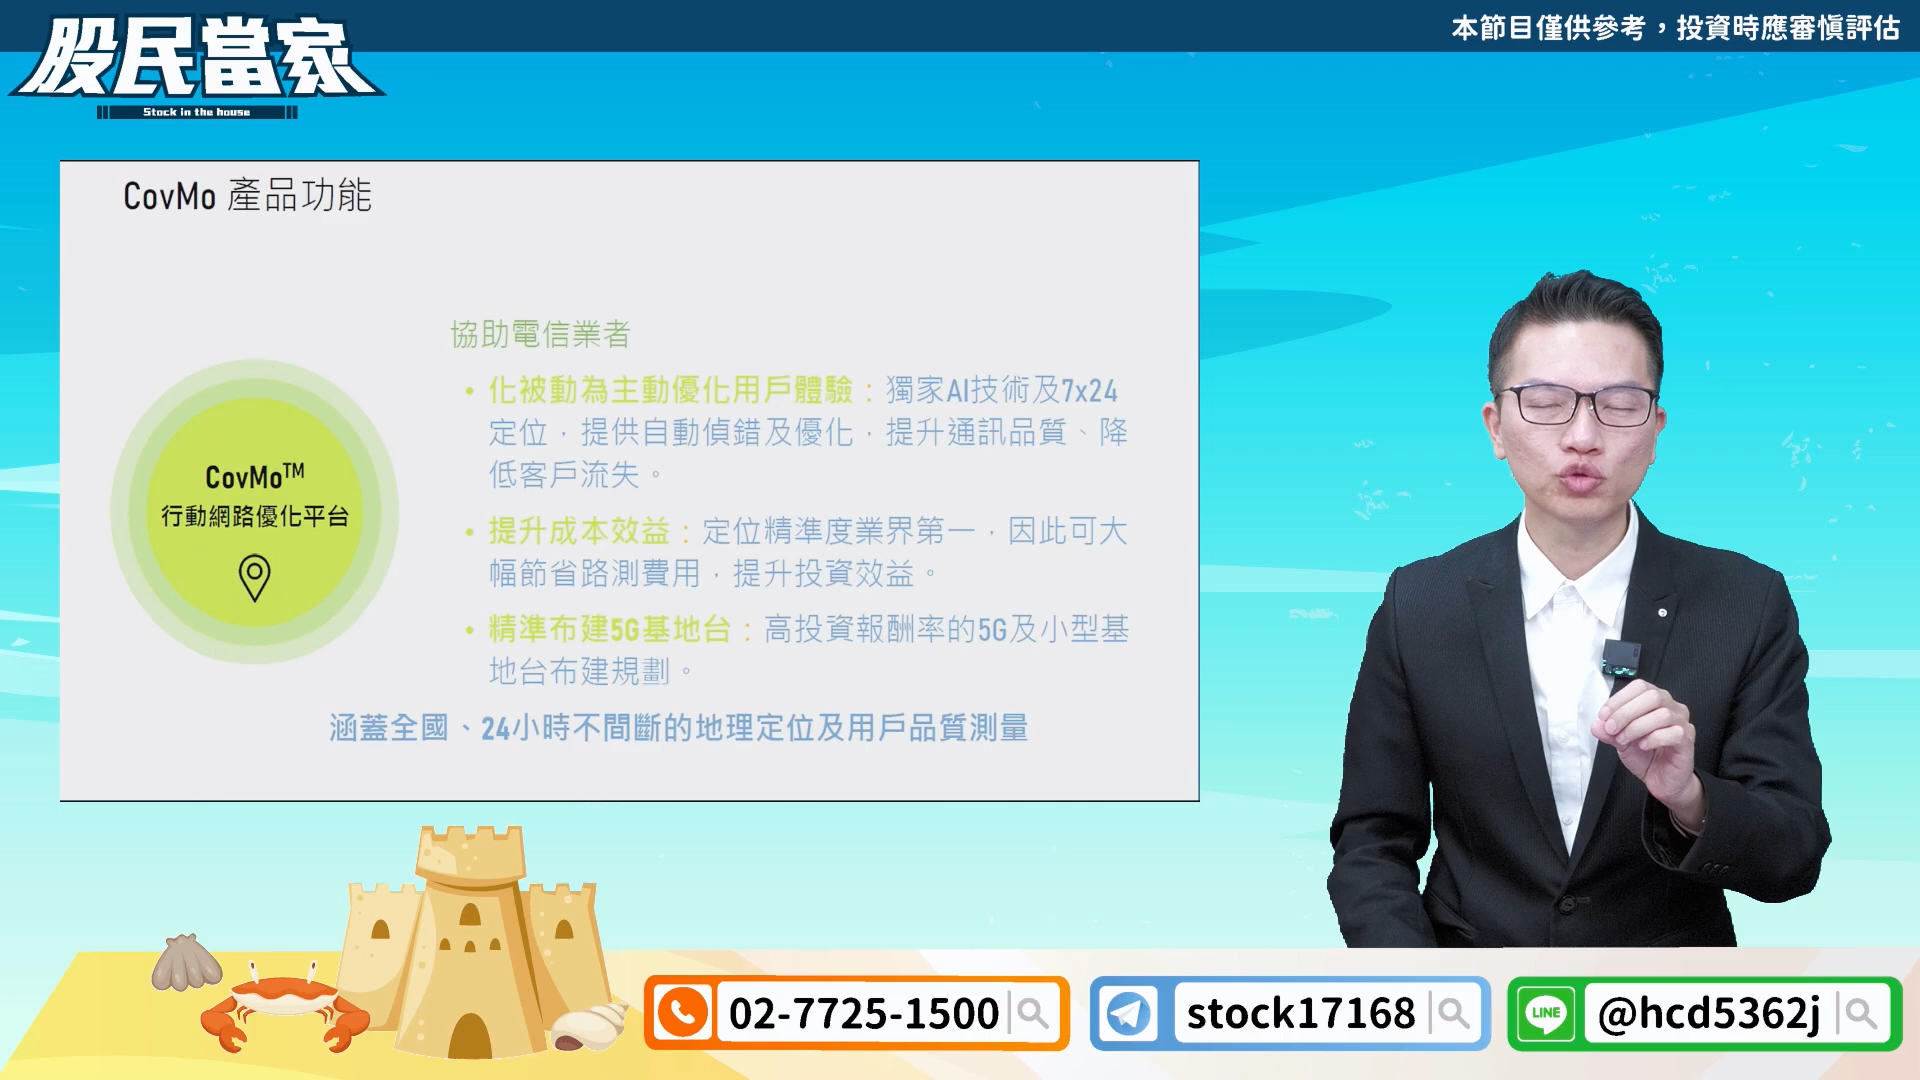 股民當家
Stock in the house
本節目僅供參考，投資時應審慎評估
CovMo 產品功能
協助電信業者
• 化被動為主動優化用戶體驗：獨家AI技術及7x24
定位，提供自動偵錯及優化，提升通訊品質、降
低客戶流失。
• 提升成本效益：定位精準度業界第一，因此可大
幅節省路測費用，提升投資效益。
• 精準布建5G基地台：高投資報酬率的5G及小型基
地台布建規劃。
涵蓋全國、24小時不間斷的地理定位及用戶品質測量
CovMo™
行動網路優化平台
02-7725-1500
stock17168
LINE
@hcd5362j